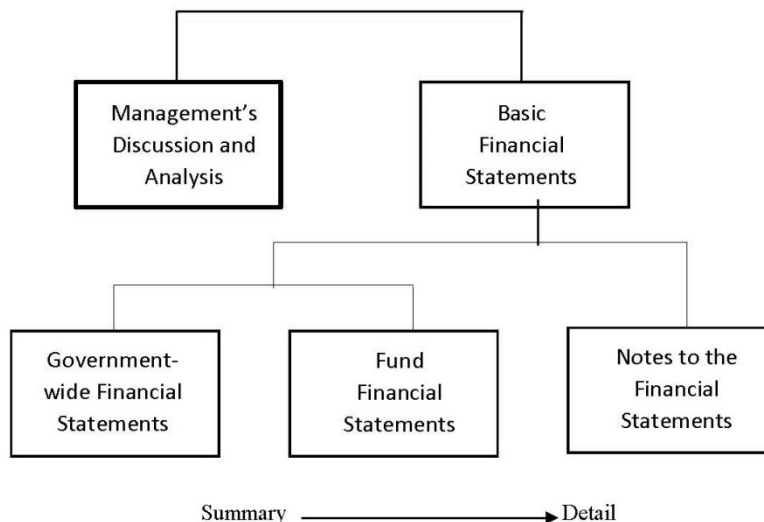 Management’s
Discussion and
Analysis
Basic
Financial
Statements
Government-
wide Financial
Statements
Fund
Financial
Statements
Notes to the
Financial
Statements
Summary
Detail